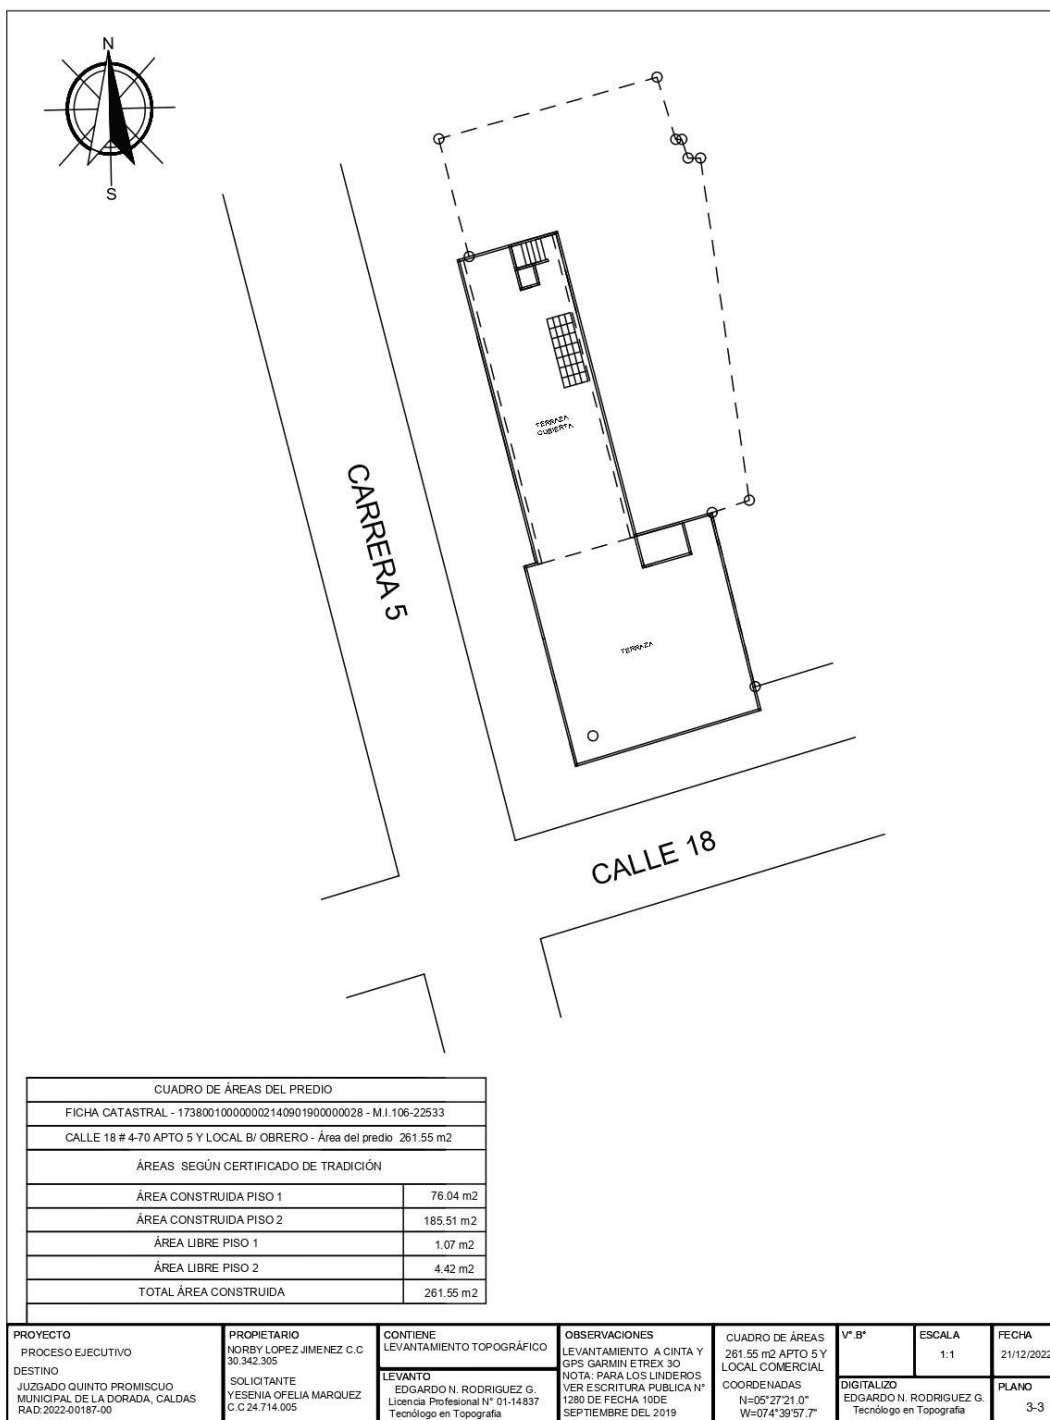 N
S
TERRAZA
CUBIERTA
CARRERA 5
TERRAZA
CALLE 18
CUADRO DE ÁREAS DEL PREDIO
FICHA CATASTRAL - 173800100000002140901900000028 - M.I.106-22533
CALLE 18 # 4-70 APTO 5 Y LOCAL B/ OBRERO - Área del predio 261.55 m2
ÁREAS SEGÚN CERTIFICADO DE TRADICIÓN
ÁREA CONSTRUIDA PISO 1 76.04 m2
ÁREA CONSTRUIDA PISO 2 185.51 m2
ÁREA LIBRE PISO 1 1.07 m2
ÁREA LIBRE PISO 2 4.42 m2
TOTAL ÁREA CONSTRUIDA 261.55 m2
PROYECTO
PROCESO EJECUTIVO
DESTINO
JUZGADO QUINTO PROMISCUO
MUNICIPAL DE LA DORADA, CALDAS
RAD:2022-00187-00
PROPIETARIO
NORBY LOPEZ JIMENEZ C.C
30.342.305
SOLICITANTE
YESENIA OFELIA MARQUEZ
C.C 24.714.005
CONTIENE
LEVANTAMIENTO TOPOGRÁFICO
LEVANTO
EDGARDO N. RODRIGUEZ G.
Licencia Profesional N° 01-14837
Tecnólogo en Topografia
OBSERVACIONES
LEVANTAMIENTO A CINTA Y
GPS GARMIN ETREX 3O
NOTA: PARA LOS LINDEROS
VER ESCRITURA PUBLICA N°
1280 DE FECHA 10DE
SEPTIEMBRE DEL 2019
CUADRO DE ÁREAS
261.55 m2 APTO 5 Y
LOCAL COMERCIAL
COORDENADAS
N=05°27'21.0"
W=074°39'57.7"
V°.B°
ESCALA
1:1
FECHA
21/12/2022
DIGITALIZO
EDGARDO N. RODRIGUEZ G.
Tecnólogo en Topografia
PLANO
3-3